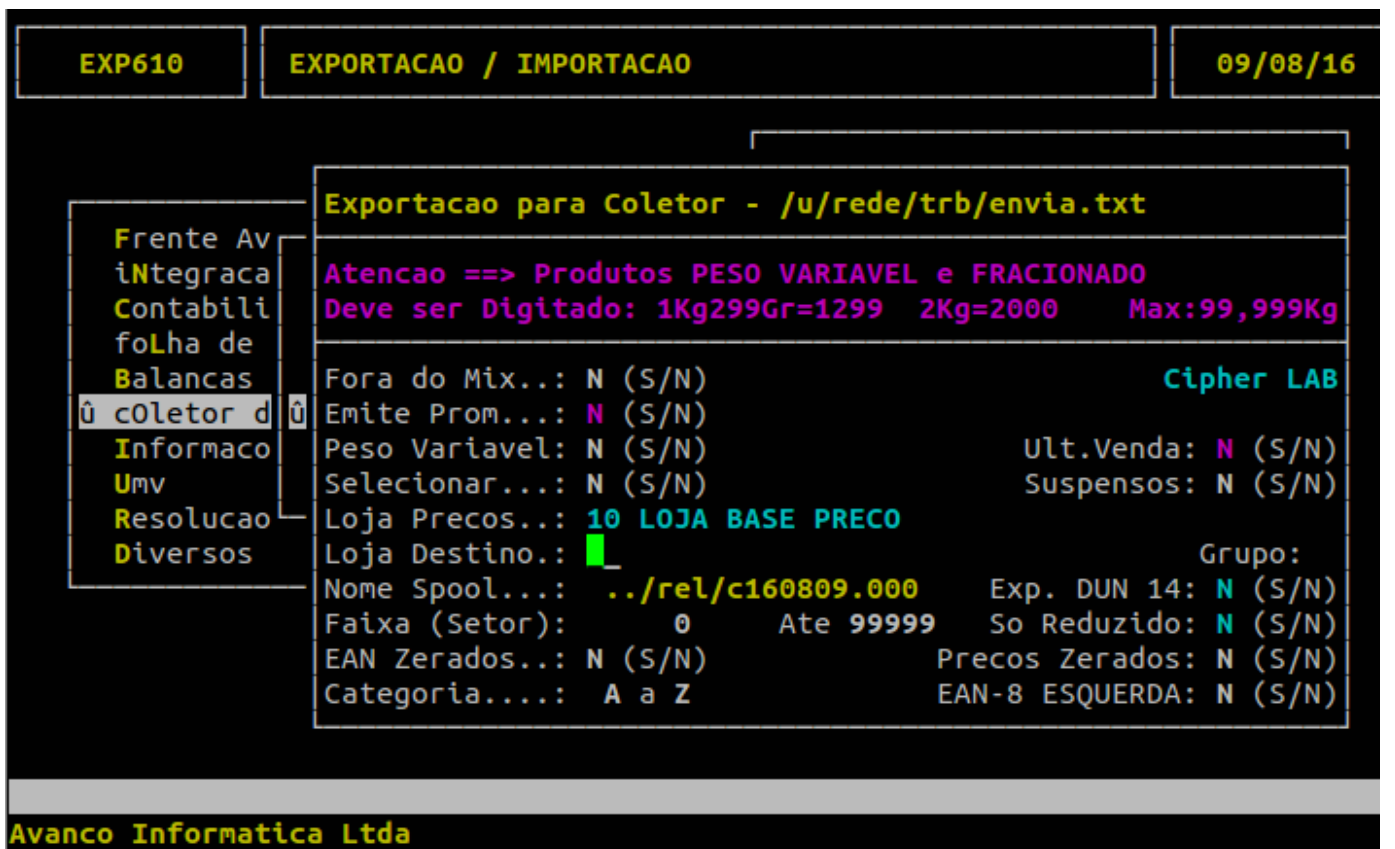 EXP610 EXPORTACAO / IMPORTACAO 09/08/16
Exportacao para Coletor - /u/rede/trb/envia.txt
Frente Av
iNtegraca Atencao ==> Produtos PESO VARIAVEL e FRACIONADO
Contabili Deve ser Digitado: 1Kg299Gr=1299 2Kg=2000 Max:99,999Kg
foLha de
Balancas Fora do Mix..: N (S/N) Cipher LAB
û cOletor d û Emite Prom...: N (S/N)
Informaco Peso Variavel: N (S/N) Ult.Venda: N (S/N)
Umv Selecionar...: N (S/N) Suspensos: N (S/N)
Resolucao Loja Precos..: 10 LOJA BASE PRECO
Diversos Loja Destino.: _ Grupo:
Nome Spool...: ../rel/c160809.000 Exp. DUN 14: N (S/N)
Faixa (Setor): 0 Ate 99999 So Reduzido: N (S/N)
EAN Zerados..: N (S/N) Precos Zerados: N (S/N)
Categoria....: A a Z EAN-8 ESQUERDA: N (S/N)
Avanco Informatica Ltda